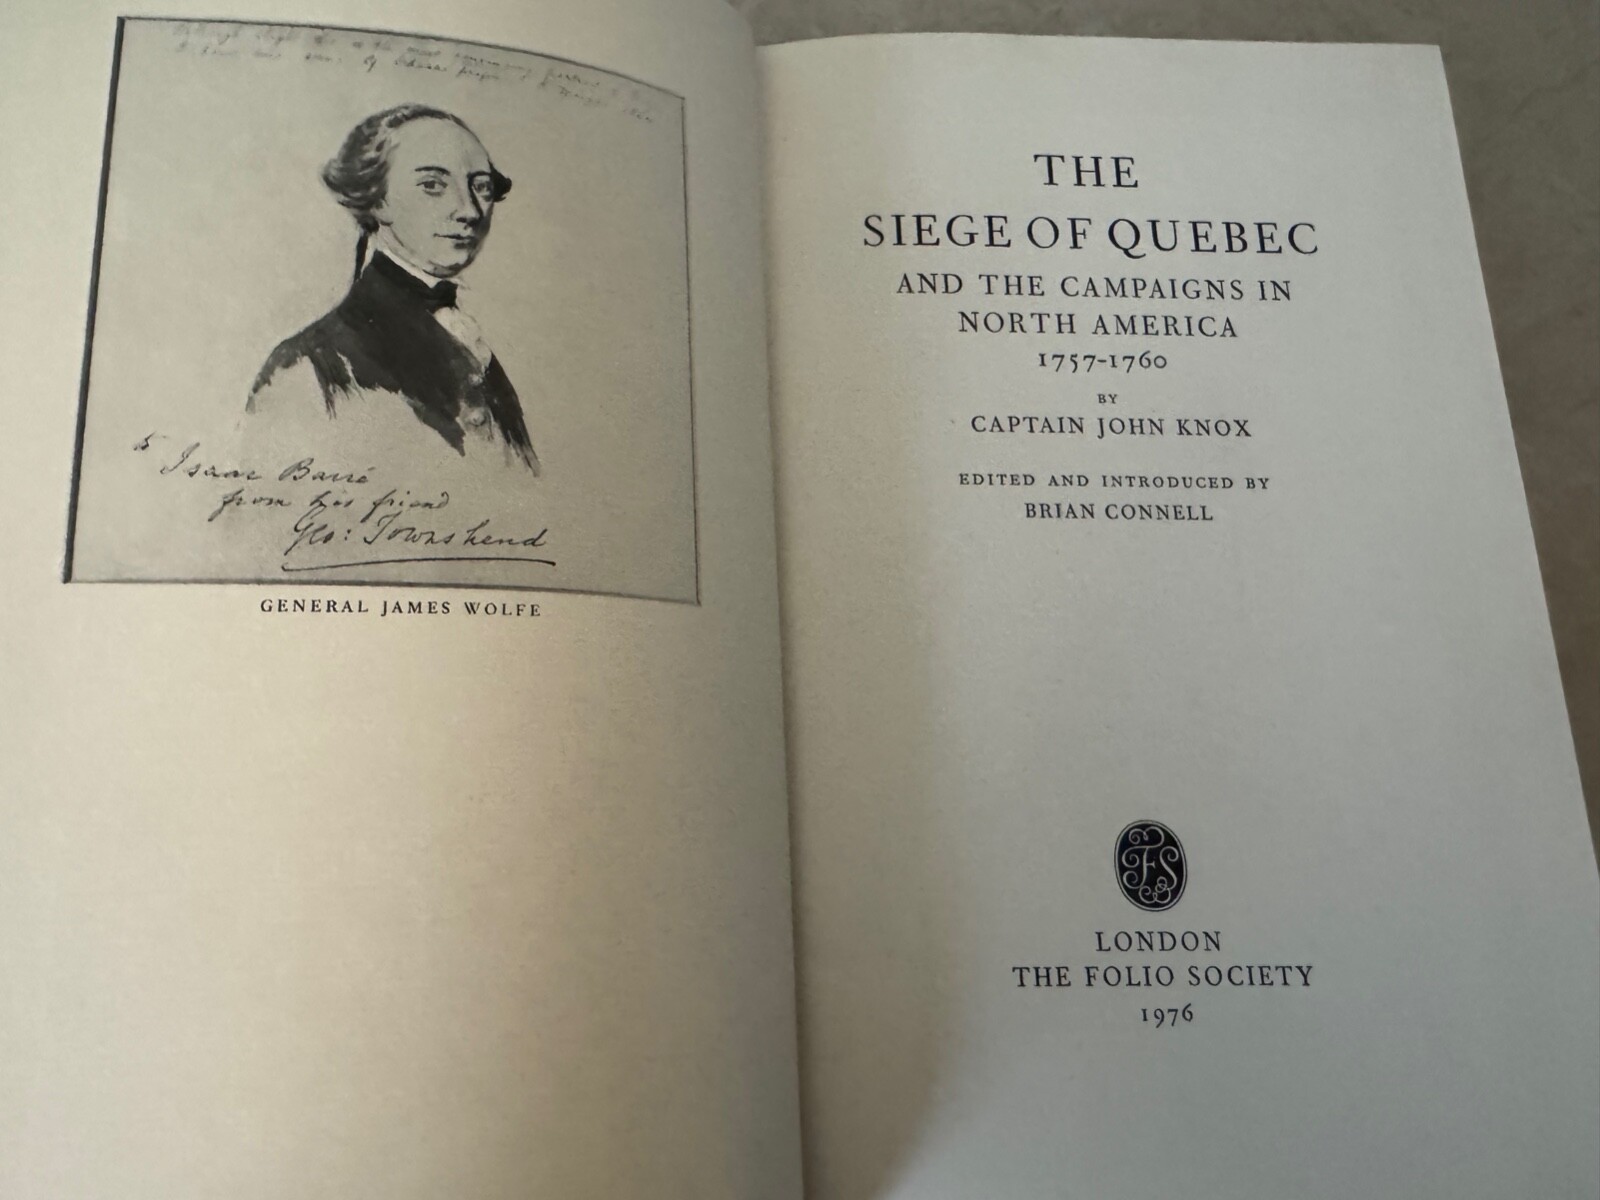 to Isaac Barré
from his friend
Geo: Townshend
GENERAL JAMES WOLFE
THE
SIEGE OF QUEBEC
AND THE CAMPAIGNS IN
NORTH AMERICA
1757-1760
BY
CAPTAIN JOHN KNOX
EDITED AND INTRODUCED BY
BRIAN CONNELL
FS
LONDON
THE FOLIO SOCIETY
1976